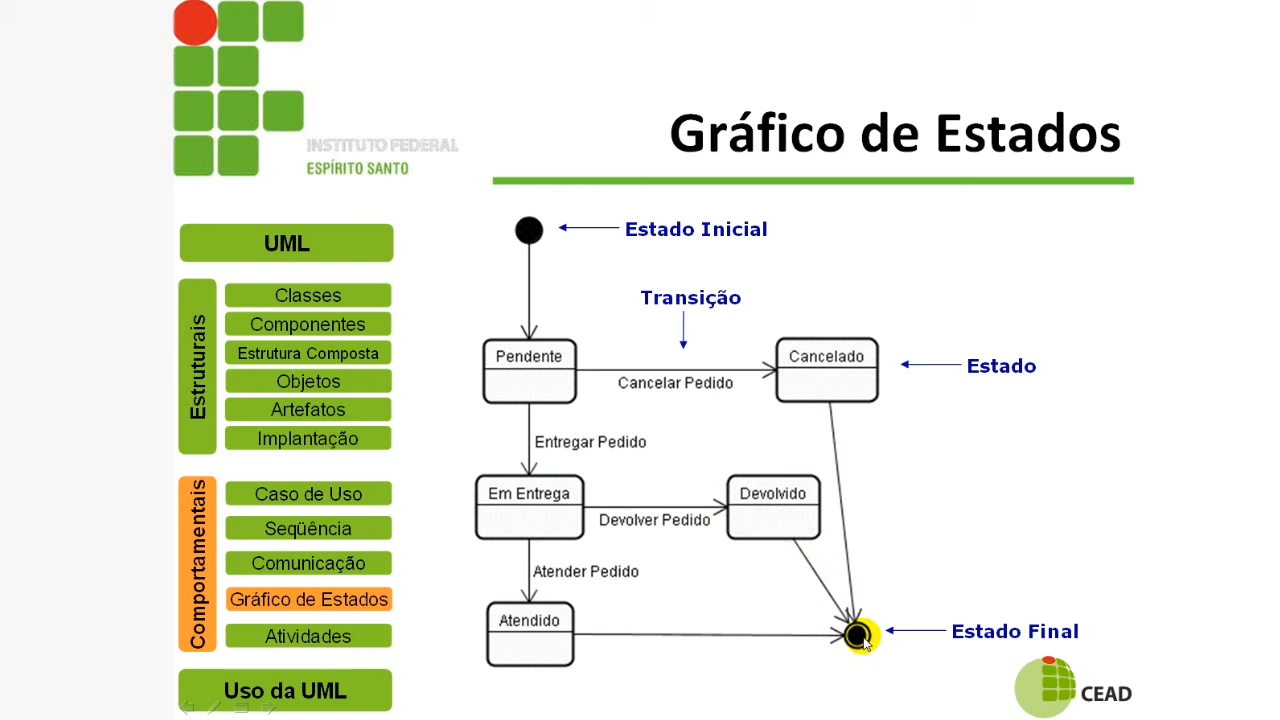 INSTITUTO FEDERAL
ESPÍRITO SANTO
Gráfico de Estados
UML
Estruturais
Classes
Componentes
Estrutura Composta
Objetos
Artefatos
Implantação
Comportamentais
Caso de Uso
Seqüência
Comunicação
Gráfico de Estados
Atividades
Uso da UML
Estado Inicial
Transição
Pendente
Cancelar Pedido
Cancelado
Estado
Entregar Pedido
Em Entrega
Devolver Pedido
Devolvido
Atender Pedido
Atendido
Estado Final
CEAD